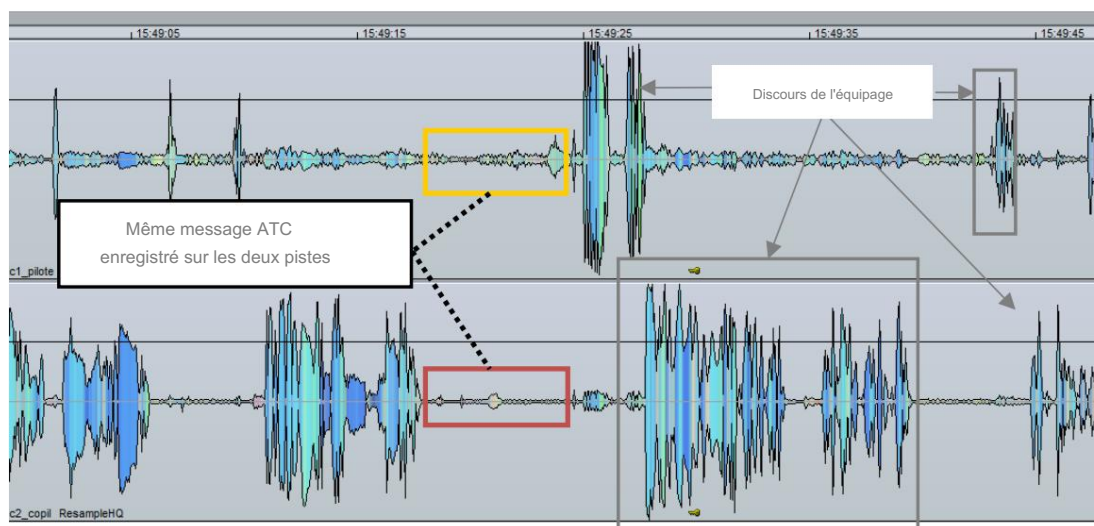 15:49:05 15:49:15 15:49:25 15:49:35 15:49:45
Discours de l'équipage
Même message ATC
enregistré sur les deux pistes
c1_pilote
c2_copil ResampleHQ